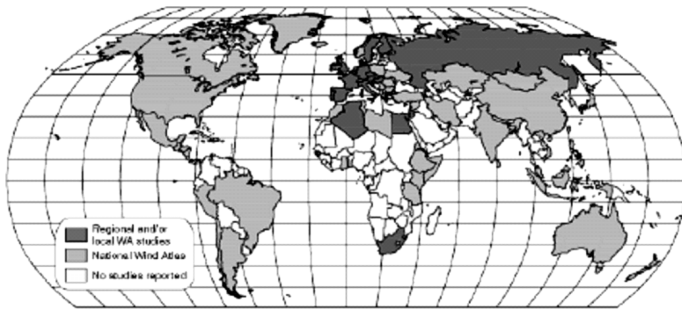 Regional and/or
local WA studies
National Wind Atlas
No studies reported